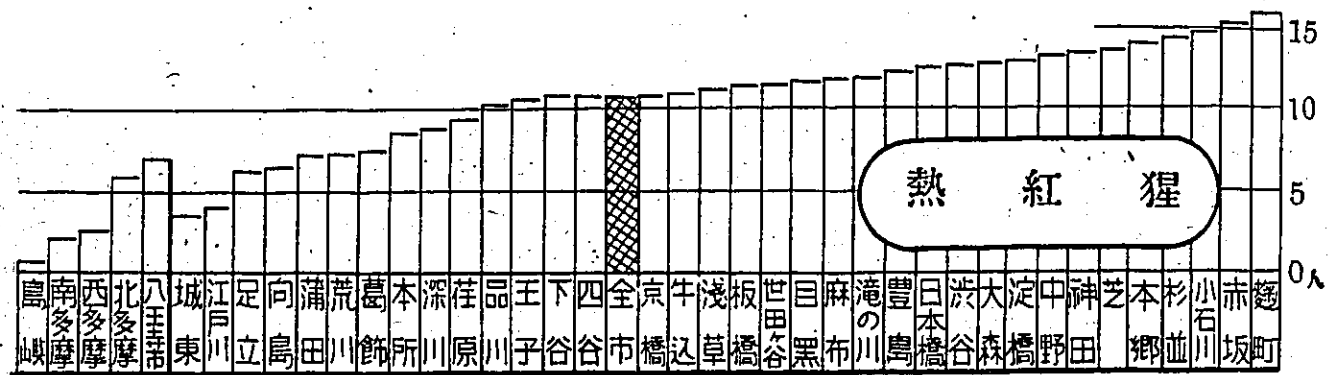 熱紅猩
15
10
5
0人
島嶼
南多摩
西多摩
北多摩
八王子市
城東
江戸川
足立
向島
蒲田
荒川
葛飾
本所
深川
荏原
品川
王子
下谷
四谷
全市
京橋
牛込
浅草
板橋
世田ヶ谷
目黒
麻布
滝の川
豊島
日本橋
渋谷
大森
淀橋
中野
神田
芝
本郷
杉並
小石川
赤坂
麹町